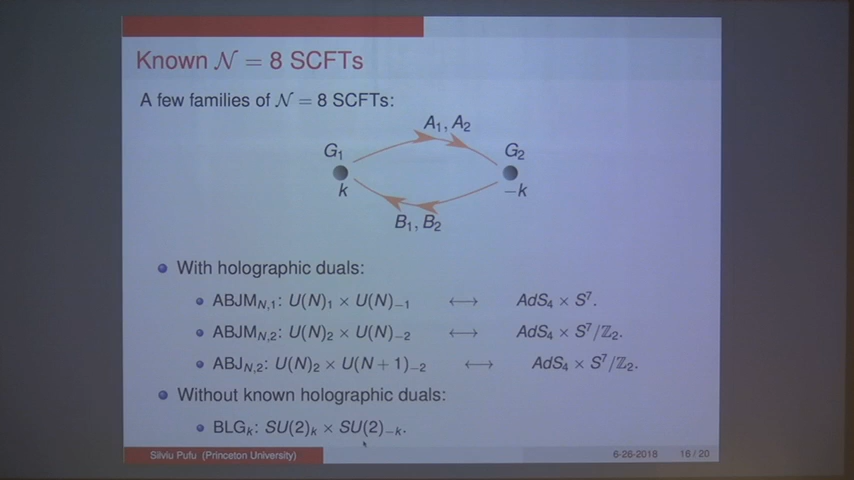 Known 𝒩 = 8 SCFTs
A few families of 𝒩 = 8 SCFTs:
A₁, A₂
G₁ G₂
k −k
B₁, B₂
With holographic duals:
ABJM_{N,1}: U(N)₁ × U(N)₋₁ ⟷ AdS₄ × S⁷.
ABJM_{N,2}: U(N)₂ × U(N)₋₂ ⟷ AdS₄ × S⁷/ℤ₂.
ABJ_{N,2}: U(N)₂ × U(N + 1)₋₂ ⟷ AdS₄ × S⁷/ℤ₂.
Without known holographic duals:
BLG_k: SU(2)_k × SU(2)_{−k}.
Silviu Pufu (Princeton University) 6-26-2018 16 / 20